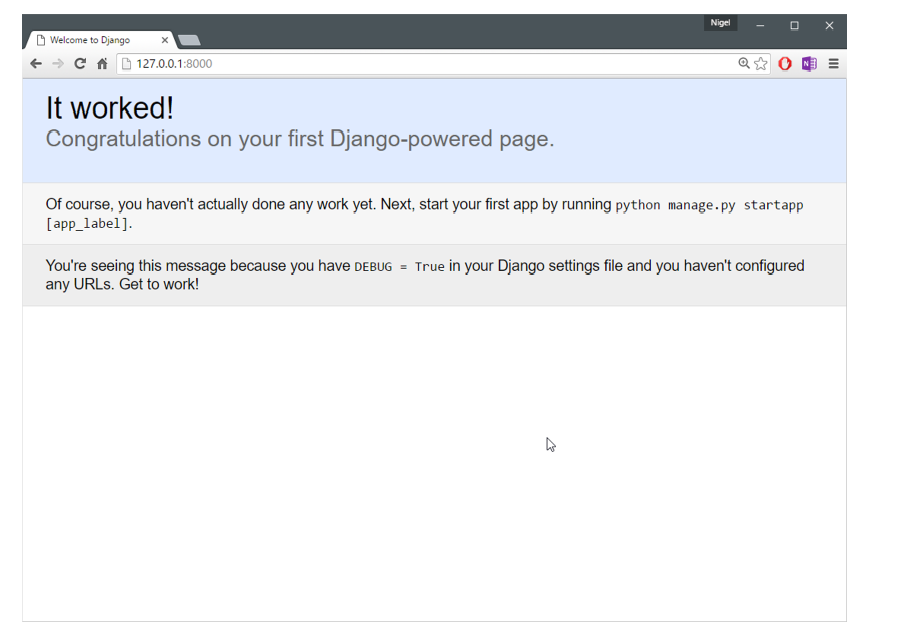 Nigel
Welcome to Django
127.0.0.1:8000
It worked!
Congratulations on your first Django-powered page.
Of course, you haven't actually done any work yet. Next, start your first app by running python manage.py startapp
[app_label].
You're seeing this message because you have DEBUG = True in your Django settings file and you haven't configured
any URLs. Get to work!